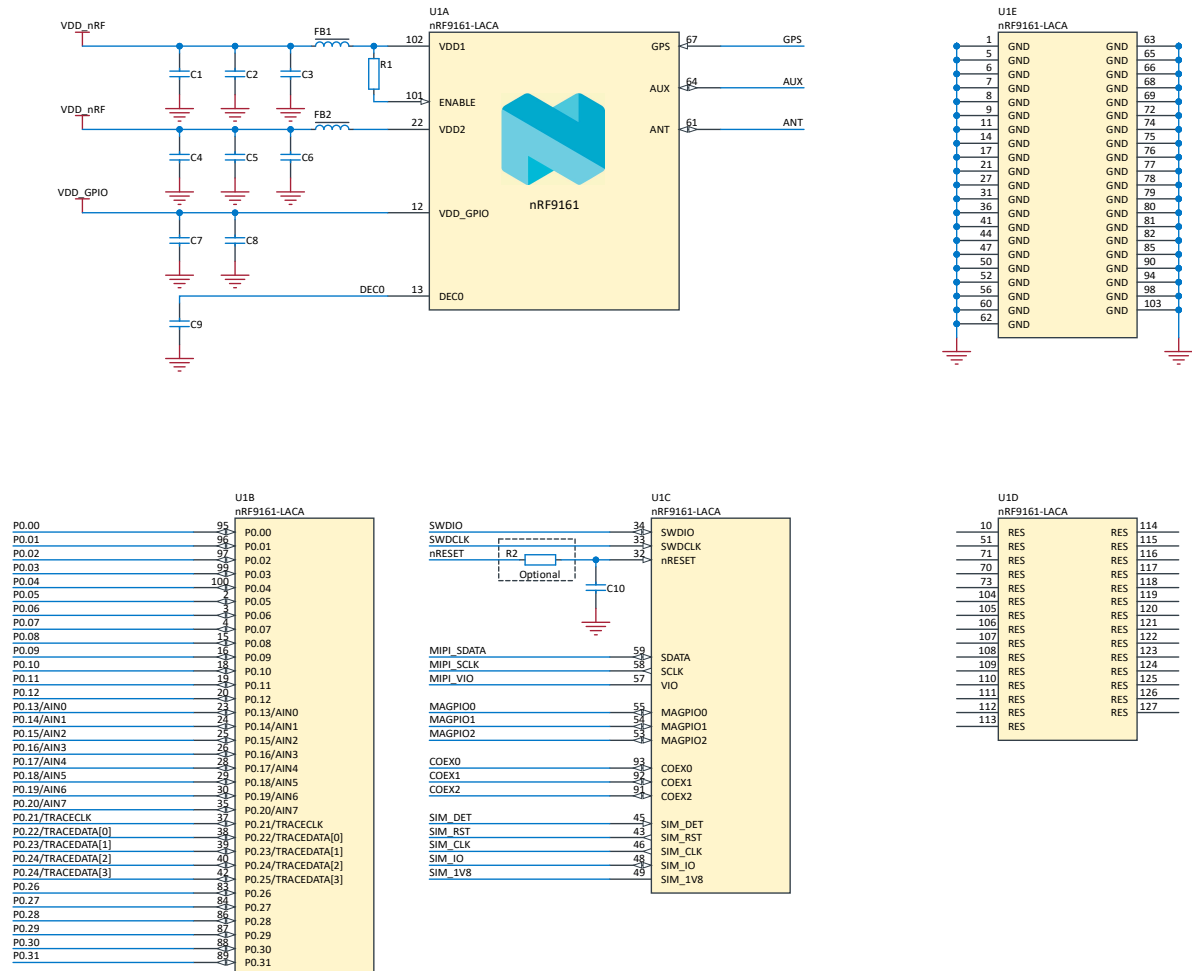 U1A
nRF9161-LACA
VDD_nRF
FB1
102
VDD1
C1
C2
C3
R1
101
ENABLE
VDD_nRF
FB2
22
VDD2
C4
C5
C6
VDD_GPIO
12
VDD_GPIO
C7
C8
DEC0
13
DEC0
C9
nRF9161
GPS
67
GPS
AUX
64
AUX
ANT
61
ANT
U1E
nRF9161-LACA
1 GND GND 63
5 GND GND 65
6 GND GND 66
7 GND GND 68
8 GND GND 69
9 GND GND 72
11 GND GND 74
14 GND GND 75
17 GND GND 76
21 GND GND 77
27 GND GND 78
31 GND GND 79
36 GND GND 80
41 GND GND 81
44 GND GND 82
47 GND GND 85
50 GND GND 90
52 GND GND 94
56 GND GND 98
60 GND GND 103
62 GND
U1B
nRF9161-LACA
P0.00 95 P0.00
P0.01 96 P0.01
P0.02 97 P0.02
P0.03 99 P0.03
P0.04 100 P0.04
P0.05 2 P0.05
P0.06 3 P0.06
P0.07 4 P0.07
P0.08 15 P0.08
P0.09 16 P0.09
P0.10 18 P0.10
P0.11 19 P0.11
P0.12 20 P0.12
P0.13/AIN0 23 P0.13/AIN0
P0.14/AIN1 24 P0.14/AIN1
P0.15/AIN2 25 P0.15/AIN2
P0.16/AIN3 26 P0.16/AIN3
P0.17/AIN4 28 P0.17/AIN4
P0.18/AIN5 29 P0.18/AIN5
P0.19/AIN6 30 P0.19/AIN6
P0.20/AIN7 35 P0.20/AIN7
P0.21/TRACECLK 37 P0.21/TRACECLK
P0.22/TRACEDATA[0] 38 P0.22/TRACEDATA[0]
P0.23/TRACEDATA[1] 39 P0.23/TRACEDATA[1]
P0.24/TRACEDATA[2] 40 P0.24/TRACEDATA[2]
P0.24/TRACEDATA[3] 42 P0.25/TRACEDATA[3]
P0.26 83 P0.26
P0.27 84 P0.27
P0.28 86 P0.28
P0.29 87 P0.29
P0.30 88 P0.30
P0.31 89 P0.31
U1C
nRF9161-LACA
SWDIO 34 SWDIO
SWDCLK 33 SWDCLK
nRESET R2 32 nRESET
Optional
C10
MIPI_SDATA 59 SDATA
MIPI_SCLK 58 SCLK
MIPI_VIO 57 VIO
MAGPIO0 55 MAGPIO0
MAGPIO1 54 MAGPIO1
MAGPIO2 53 MAGPIO2
COEX0 93 COEX0
COEX1 92 COEX1
COEX2 91 COEX2
SIM_DET 45 SIM_DET
SIM_RST 43 SIM_RST
SIM_CLK 46 SIM_CLK
SIM_IO 48 SIM_IO
SIM_1V8 49 SIM_1V8
U1D
nRF9161-LACA
10 RES RES 114
51 RES RES 115
71 RES RES 116
70 RES RES 117
73 RES RES 118
104 RES RES 119
105 RES RES 120
106 RES RES 121
107 RES RES 122
108 RES RES 123
109 RES RES 124
110 RES RES 125
111 RES RES 126
112 RES RES 127
113 RES